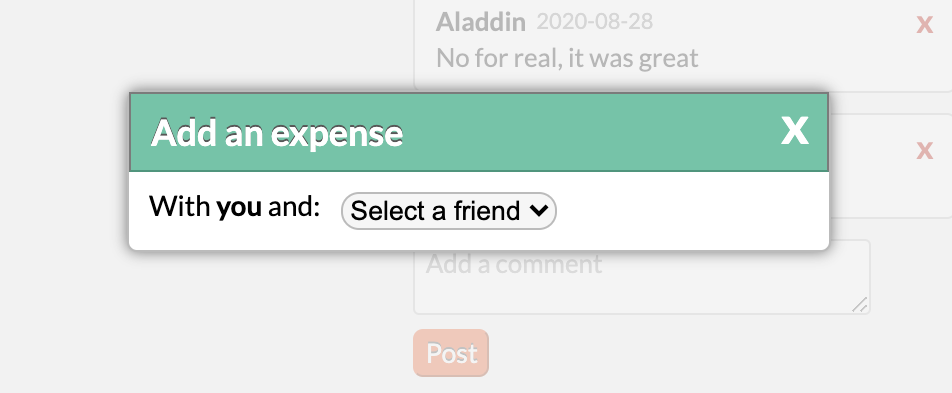 Aladdin 2020-08-28 X
No for real, it was great
Add an expense X
X
With you and: Select a friend
Add a comment
Post